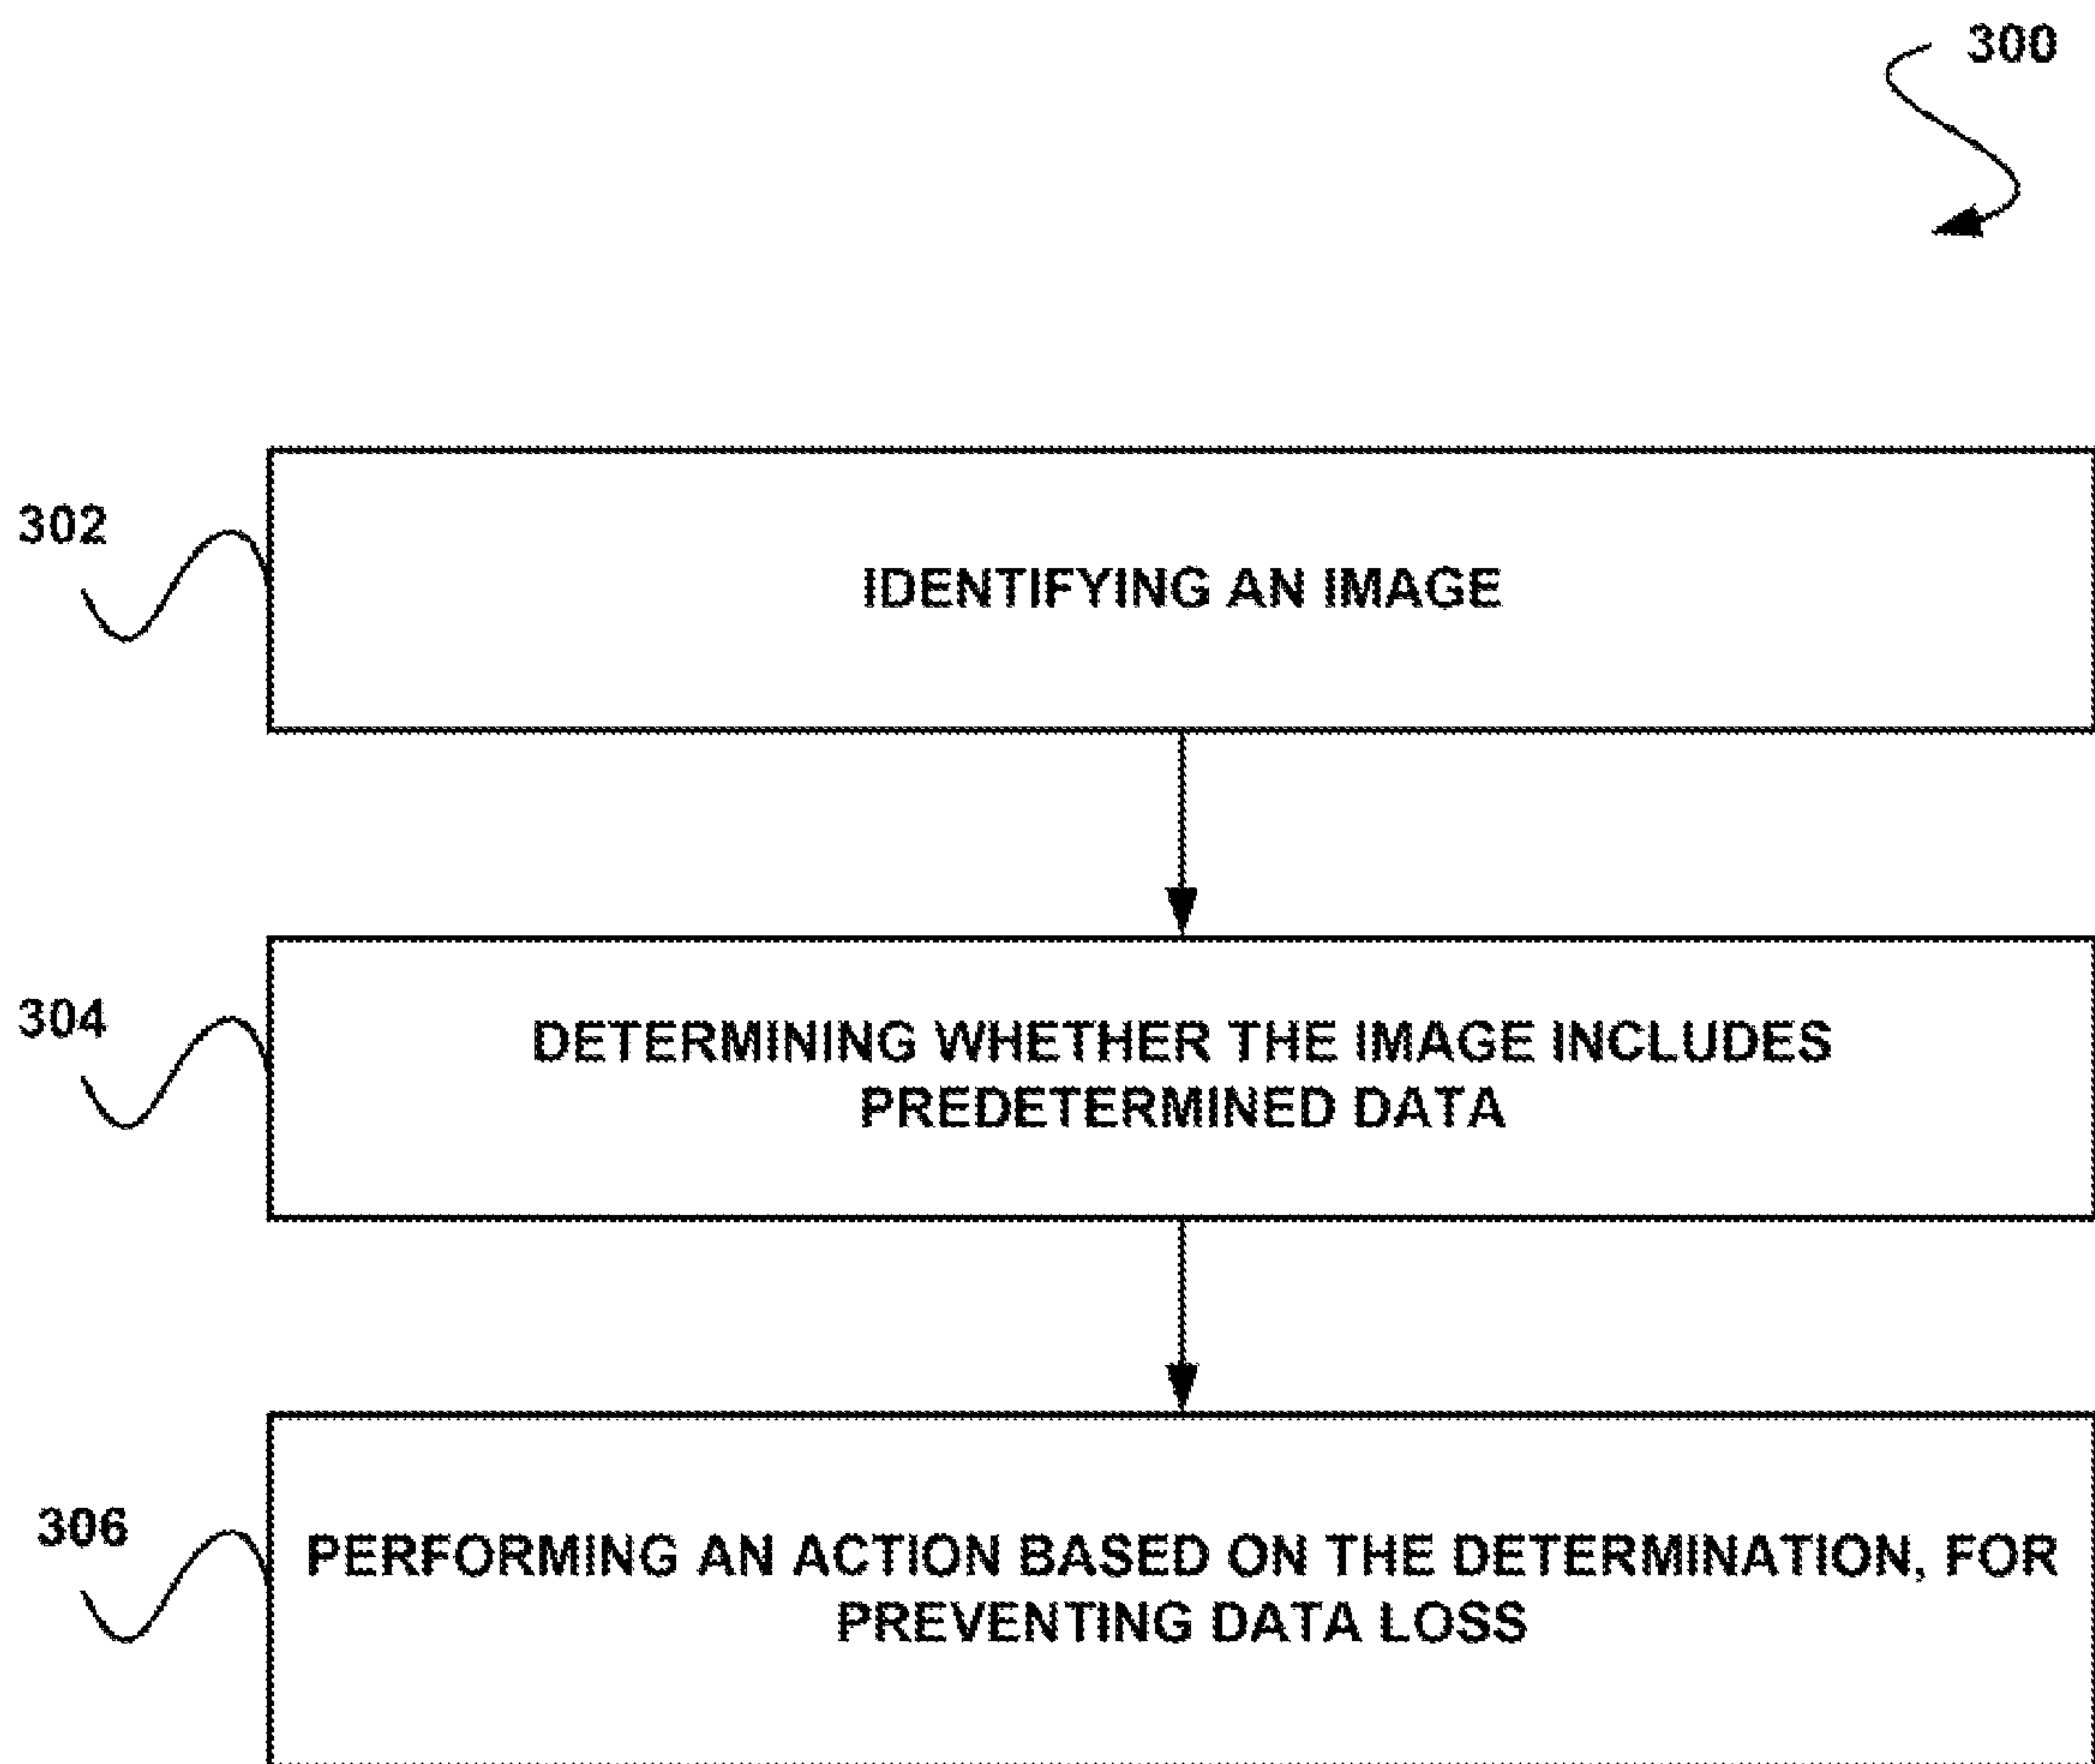 300
302
IDENTIFYING AN IMAGE
304
DETERMINING WHETHER THE IMAGE INCLUDES
PREDETERMINED DATA
306
PERFORMING AN ACTION BASED ON THE DETERMINATION, FOR
PREVENTING DATA LOSS